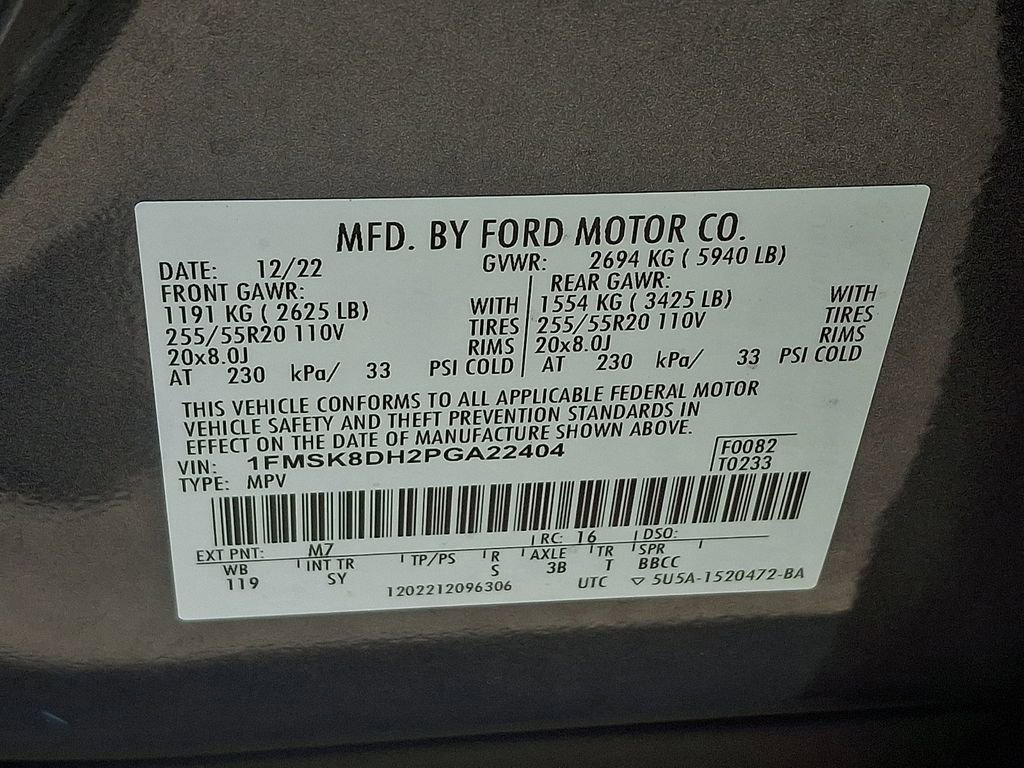 MFD. BY FORD MOTOR CO.
DATE: 12/22 GVWR: 2694 KG ( 5940 LB)
FRONT GAWR: REAR GAWR:
1191 KG ( 2625 LB) WITH 1554 KG ( 3425 LB) WITH
255/55R20 110V TIRES 255/55R20 110V TIRES
20x8.0J RIMS 20x8.0J RIMS
AT 230 kPa/ 33 PSI COLD AT 230 kPa/ 33 PSI COLD
THIS VEHICLE CONFORMS TO ALL APPLICABLE FEDERAL MOTOR
VEHICLE SAFETY AND THEFT PREVENTION STANDARDS IN
EFFECT ON THE DATE OF MANUFACTURE SHOWN ABOVE.
VIN: 1FMSK8DH2PGA22404 F0082
TYPE: MPV T0233
EXT PNT: M7 RC: 16 DSO:
WB INT TR TP/PS R AXLE TR SPR
119 SY S 3B T BBCC
1202212096306 UTC ▽ 5U5A-1520472-BA